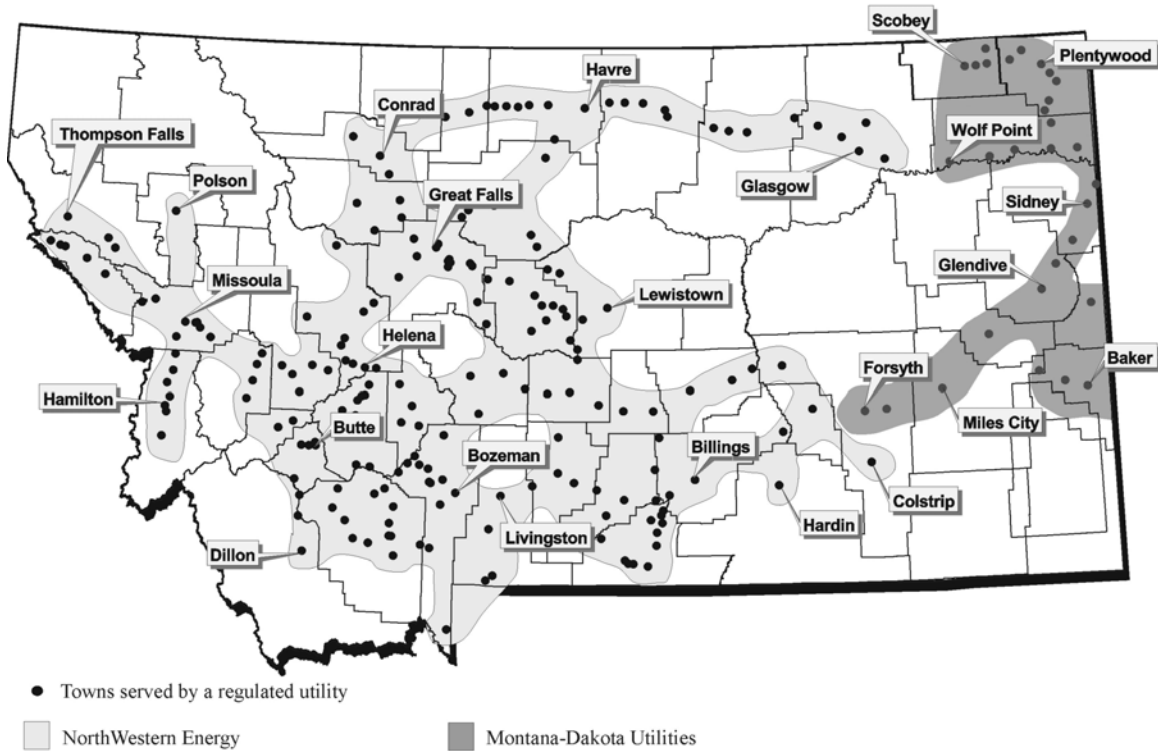 Scobey
Plentywood
Havre
Conrad
Thompson Falls
Wolf Point
Polson
Glasgow
Great Falls
Sidney
Glendive
Missoula
Lewistown
Helena
Forsyth
Baker
Hamilton
Miles City
Butte
Billings
Bozeman
Colstrip
Hardin
Livingston
Dillon
Towns served by a regulated utility
NorthWestern Energy
Montana-Dakota Utilities